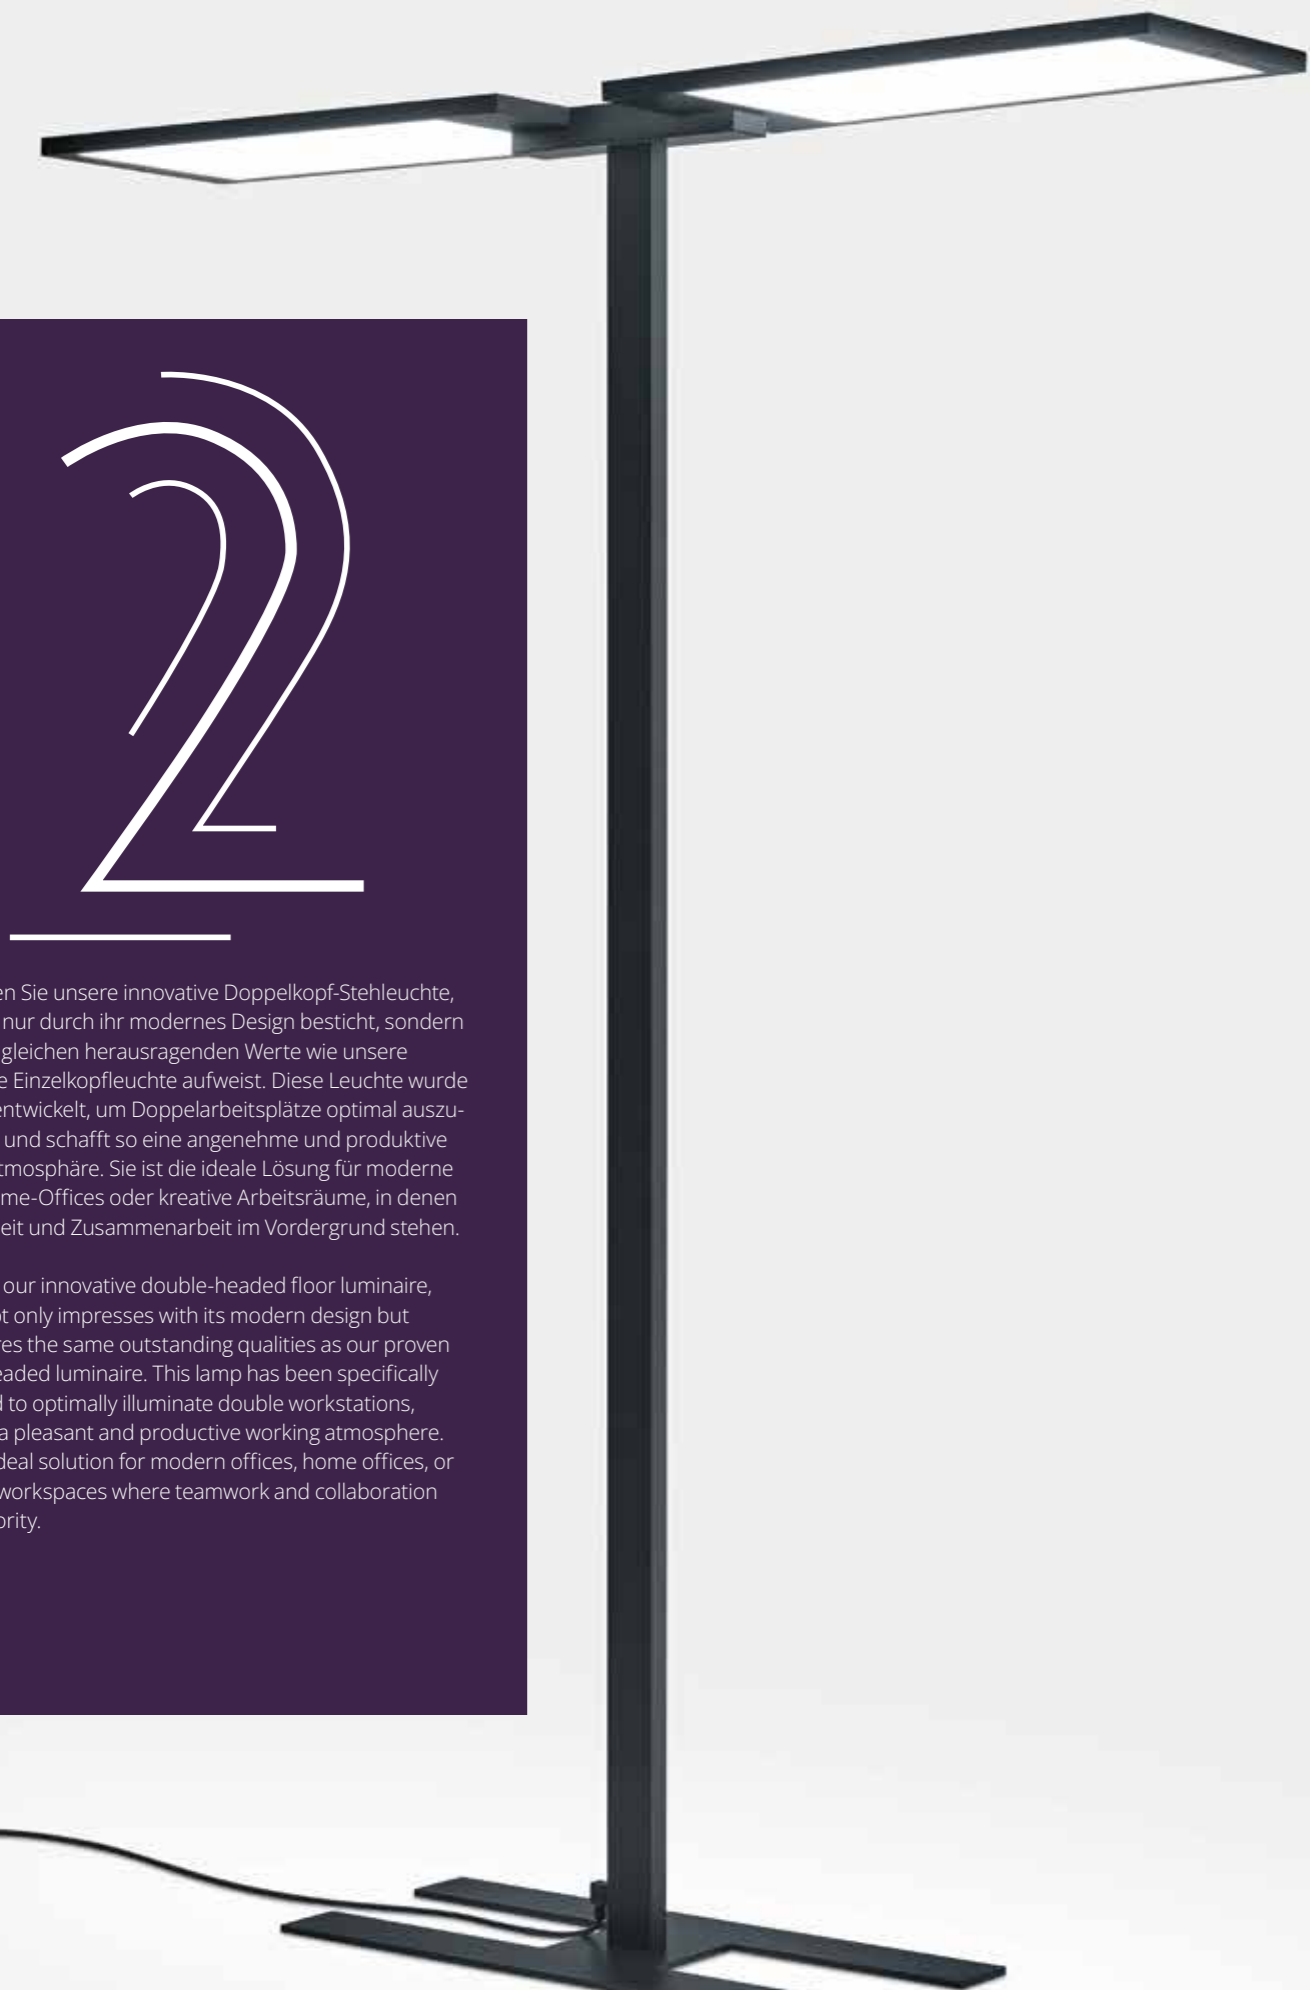 2
en Sie unsere innovative Doppelkopf-Stehleuchte,
nur durch ihr modernes Design besticht, sondern
gleichen herausragenden Werte wie unsere
e Einzelkopfleuchte aufweist. Diese Leuchte wurde
entwickelt, um Doppelarbeitsplätze optimal auszu-
und schafft so eine angenehme und produktive
tmosphäre. Sie ist die ideale Lösung für moderne
me-Offices oder kreative Arbeitsräume, in denen
eit und Zusammenarbeit im Vordergrund stehen.
our innovative double-headed floor luminaire,
ot only impresses with its modern design but
res the same outstanding qualities as our proven
eaded luminaire. This lamp has been specifically
d to optimally illuminate double workstations,
a pleasant and productive working atmosphere.
deal solution for modern offices, home offices, or
workspaces where teamwork and collaboration
ority.